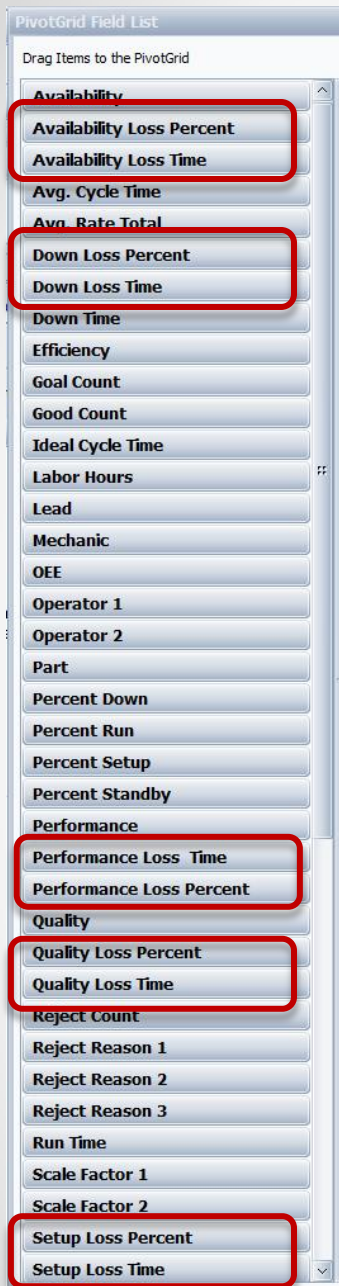 PivotGrid Field List
Drag Items to the PivotGrid
Availability
Availability Loss Percent
Availability Loss Time
Avg. Cycle Time
Avg. Rate Total
Down Loss Percent
Down Loss Time
Down Time
Efficiency
Goal Count
Good Count
Ideal Cycle Time
Labor Hours
Lead
Mechanic
OEE
Operator 1
Operator 2
Part
Percent Down
Percent Run
Percent Setup
Percent Standby
Performance
Performance Loss  Time
Performance Loss Percent
Quality
Quality Loss Percent
Quality Loss Time
Reject Count
Reject Reason 1
Reject Reason 2
Reject Reason 3
Run Time
Scale Factor 1
Scale Factor 2
Setup Loss Percent
Setup Loss Time